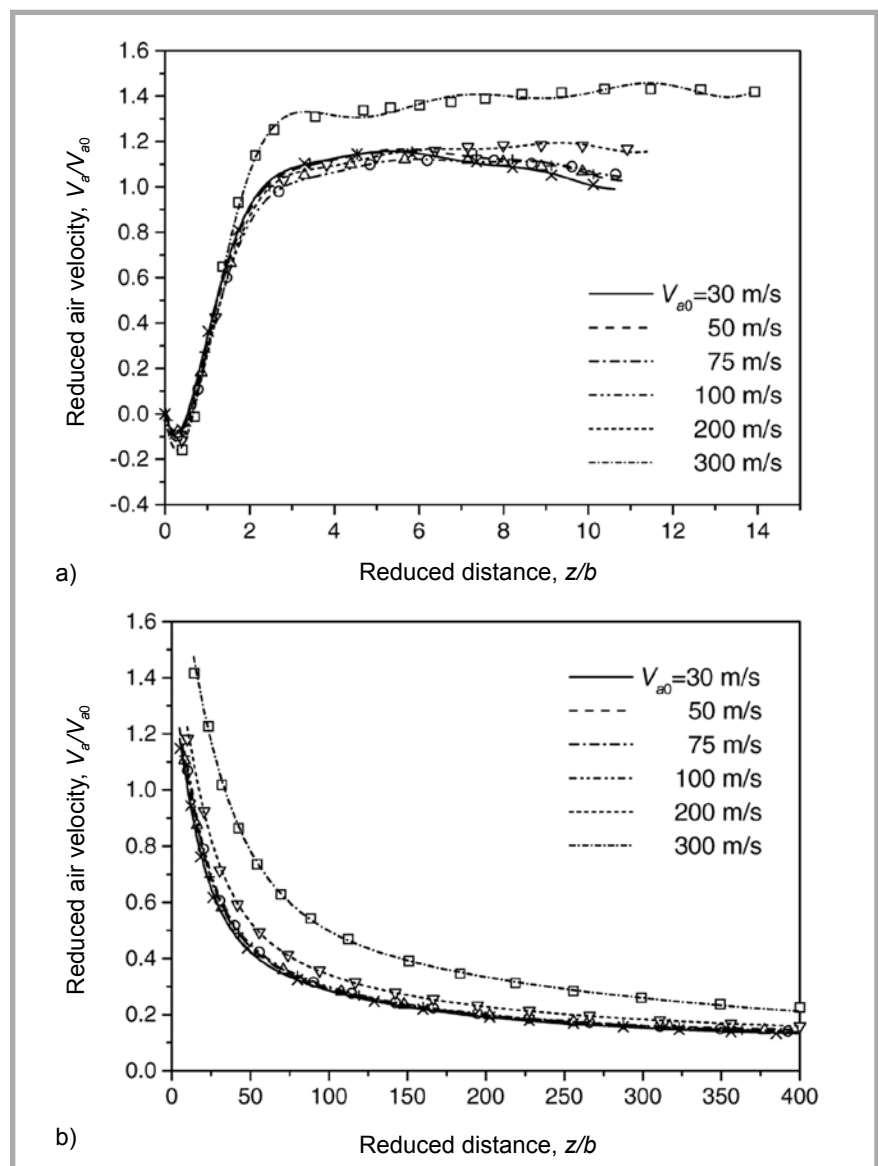 1.6
1.4
1.2
1.0
0.8
0.6
0.4
0.2
0.0
-0.2
-0.4
Reduced air velocity, Va/Va0
Va0=30 m/s
50 m/s
75 m/s
100 m/s
200 m/s
300 m/s
0 2 4 6 8 10 12 14
a)
Reduced distance, z/b
1.6
1.4
1.2
1.0
0.8
0.6
0.4
0.2
0.0
Reduced air velocity, Va/Va0
Va0=30 m/s
50 m/s
75 m/s
100 m/s
200 m/s
300 m/s
0 50 100 150 200 250 300 350 400
b)
Reduced distance, z/b